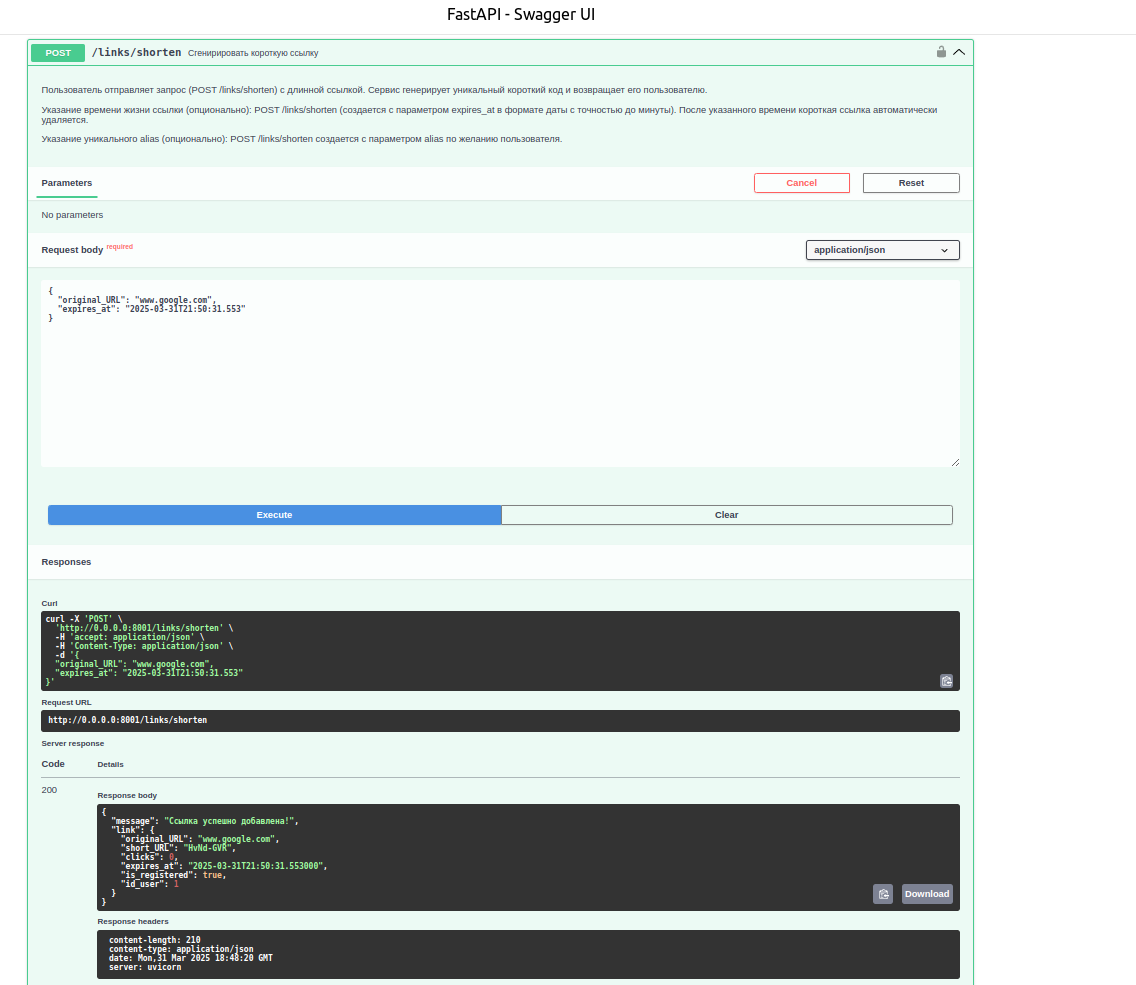 FastAPI - Swagger UI
POST /links/shorten Сгенирировать короткую ссылку
Пользователь отправляет запрос (POST /links/shorten) с длинной ссылкой. Сервис генерирует уникальный короткий код и возвращает его пользователю.
Указание времени жизни ссылки (опционально): POST /links/shorten (создается с параметром expires_at в формате даты с точностью до минуты). После указанного времени короткая ссылка автоматически
удаляется.
Указание уникального alias (опционально): POST /links/shorten создается с параметром alias по желанию пользователя.
Parameters Cancel Reset
No parameters
Request body required application/json
{
"original_URL": "www.google.com",
"expires_at": "2025-03-31T21:50:31.553"
}
Execute Clear
Responses
Curl
curl -X 'POST' \
'http://0.0.0.0:8001/links/shorten' \
-H 'accept: application/json' \
-H 'Content-Type: application/json' \
-d '{
"original_URL": "www.google.com",
"expires_at": "2025-03-31T21:50:31.553"
}'
Request URL
http://0.0.0.0:8001/links/shorten
Server response
Code Details
200
Response body
{
"message": "Ссылка успешно добавлена!",
"link": {
"original_URL": "www.google.com",
"short_URL": "HvNd-GVR",
"clicks": 0,
"expires_at": "2025-03-31T21:50:31.553000",
"is_registered": true,
"id_user": 1
}
}
Download
Response headers
content-length: 210
content-type: application/json
date: Mon,31 Mar 2025 18:48:20 GMT
server: uvicorn